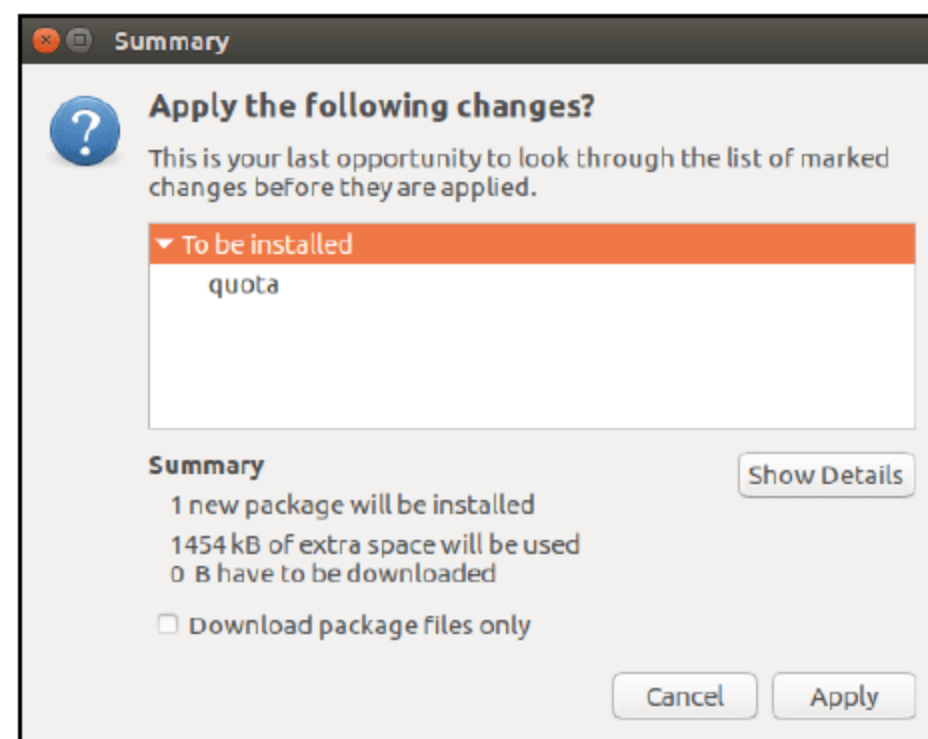 Summary
Apply the following changes?
This is your last opportunity to look through the list of marked
changes before they are applied.
To be installed
quota
Summary
Show Details
1 new package will be installed
1454 kB of extra space will be used
0 B have to be downloaded
Download package files only
Cancel Apply